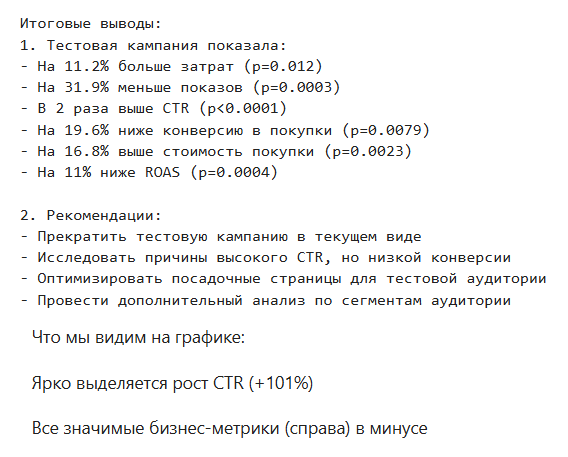 Итоговые выводы:
1. Тестовая кампания показала:
- На 11.2% больше затрат (p=0.012)
- На 31.9% меньше показов (p=0.0003)
- В 2 раза выше CTR (p<0.0001)
- На 19.6% ниже конверсию в покупки (p=0.0079)
- На 16.8% выше стоимость покупки (p=0.0023)
- На 11% ниже ROAS (p=0.0004)
2. Рекомендации:
- Прекратить тестовую кампанию в текущем виде
- Исследовать причины высокого CTR, но низкой конверсии
- Оптимизировать посадочные страницы для тестовой аудитории
- Провести дополнительный анализ по сегментам аудитории
Что мы видим на графике:
Ярко выделяется рост CTR (+101%)
Все значимые бизнес-метрики (справа) в минусе